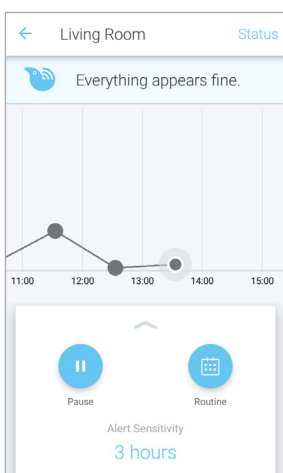 Living Room Status
Everything appears fine.
11:00 12:00 13:00 14:00 15:00
Pause Routine
Alert Sensitivity
3 hours